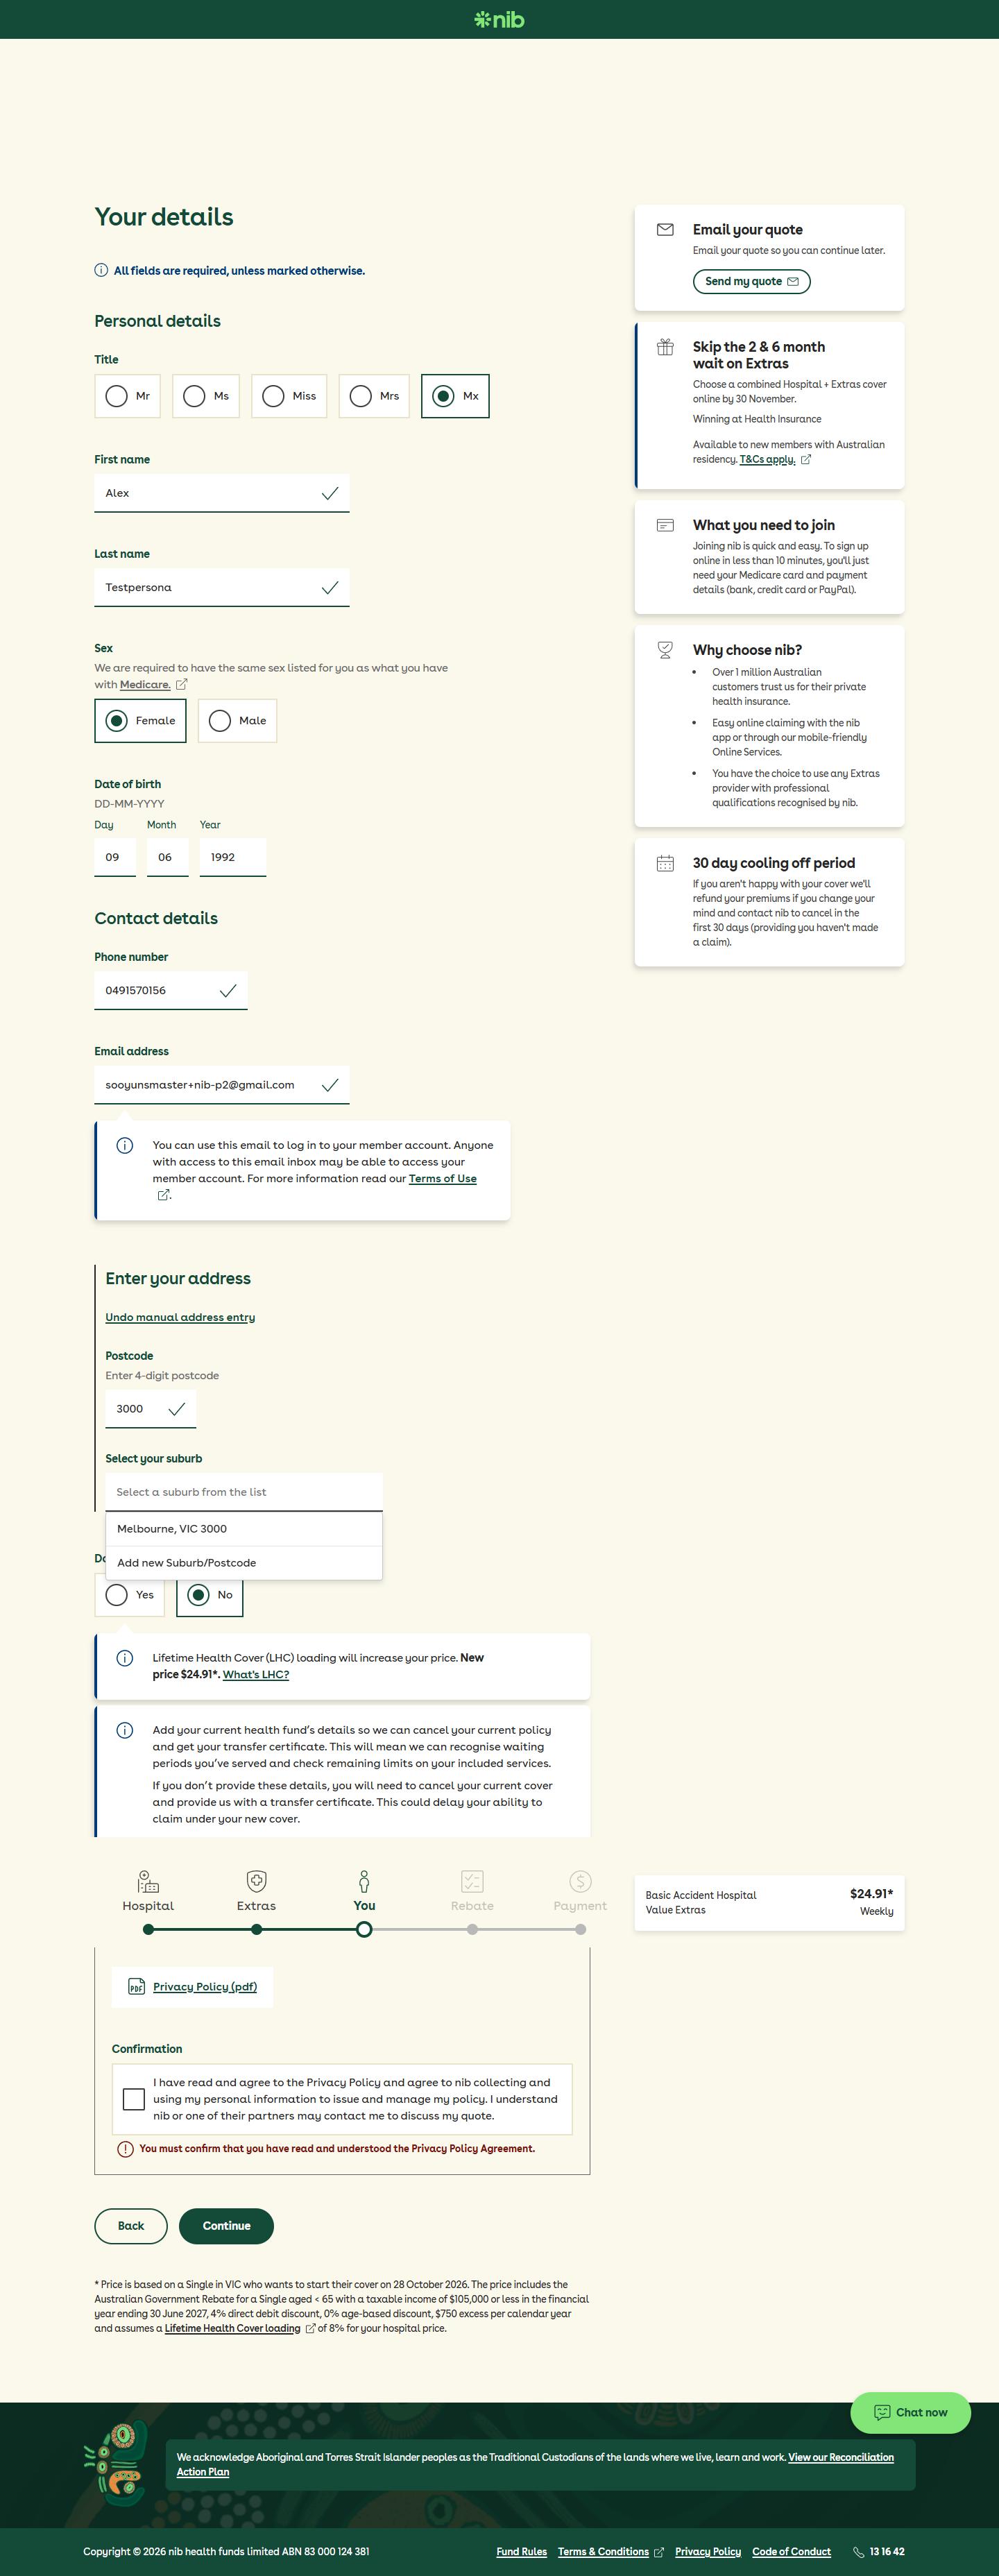 nib
Your details
All fields are required, unless marked otherwise.
Personal details
Title
Mr
Ms
Miss
Mrs
Mx
First name
Alex
Last name
Testpersona
Sex
We are required to have the same sex listed for you as what you have
with Medicare.
Female
Male
Date of birth
DD-MM-YYYY
Day
Month
Year
09
06
1992
Contact details
Phone number
0491570156
Email address
sooyunsmaster+nib-p2@gmail.com
You can use this email to log in to your member account. Anyone
with access to this email inbox may be able to access your
member account. For more information read our Terms of Use
.
Enter your address
Undo manual address entry
Postcode
Enter 4-digit postcode
3000
Select your suburb
Select a suburb from the list
Melbourne, VIC 3000
Add new Suburb/Postcode
Yes
No
Lifetime Health Cover (LHC) loading will increase your price. New
price $24.91*. What's LHC?
Add your current health fund’s details so we can cancel your current policy
and get your transfer certificate. This will mean we can recognise waiting
periods you’ve served and check remaining limits on your included services.
If you don’t provide these details, you will need to cancel your current cover
and provide us with a transfer certificate. This could delay your ability to
claim under your new cover.
Hospital
Extras
You
Rebate
Payment
Privacy Policy (pdf)
Confirmation
I have read and agree to the Privacy Policy and agree to nib collecting and
using my personal information to issue and manage my policy. I understand
nib or one of their partners may contact me to discuss my quote.
You must confirm that you have read and understood the Privacy Policy Agreement.
Back
Continue
* Price is based on a Single in VIC who wants to start their cover on 28 October 2026. The price includes the
Australian Government Rebate for a Single aged < 65 with a taxable income of $105,000 or less in the financial
year ending 30 June 2027, 4% direct debit discount, 0% age-based discount, $750 excess per calendar year
and assumes a Lifetime Health Cover loading of 8% for your hospital price.
Email your quote
Email your quote so you can continue later.
Send my quote
Skip the 2 & 6 month
wait on Extras
Choose a combined Hospital + Extras cover
online by 30 November.
Winning at Health Insurance
Available to new members with Australian
residency. T&Cs apply.
What you need to join
Joining nib is quick and easy. To sign up
online in less than 10 minutes, you'll just
need your Medicare card and payment
details (bank, credit card or PayPal).
Why choose nib?
• Over 1 million Australian
customers trust us for their private
health insurance.
• Easy online claiming with the nib
app or through our mobile-friendly
Online Services.
• You have the choice to use any Extras
provider with professional
qualifications recognised by nib.
30 day cooling off period
If you aren't happy with your cover we'll
refund your premiums if you change your
mind and contact nib to cancel in the
first 30 days (providing you haven't made
a claim).
Basic Accident Hospital
Value Extras
$24.91*
Weekly
Chat now
We acknowledge Aboriginal and Torres Strait Islander peoples as the Traditional Custodians of the lands where we live, learn and work. View our Reconciliation
Action Plan
Copyright © 2026 nib health funds limited ABN 83 000 124 381
Fund Rules
Terms & Conditions
Privacy Policy
Code of Conduct
13 16 42